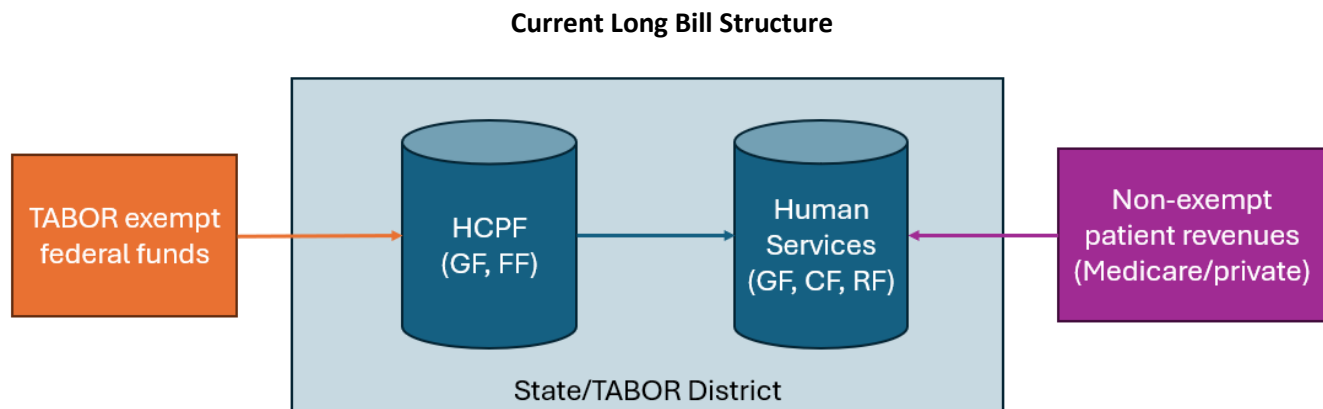 Current Long Bill Structure
TABOR exempt
federal funds
HCPF
(GF, FF)
Human
Services
(GF, CF, RF)
Non-exempt
patient revenues
(Medicare/private)
State/TABOR District